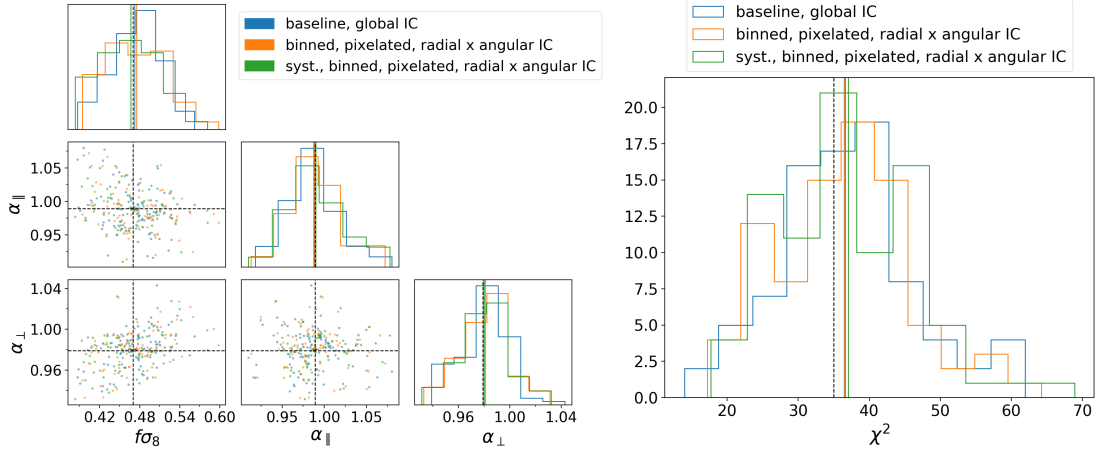 baseline, global IC
binned, pixelated, radial x angular IC
syst., binned, pixelated, radial x angular IC
1.05
1.00
0.95
α∥
1.04
1.00
0.96
α⊥
0.42 0.48 0.54 0.60
fσ8
0.95 1.00 1.05
α∥
0.96 1.00 1.04
α⊥
baseline, global IC
binned, pixelated, radial x angular IC
syst., binned, pixelated, radial x angular IC
20.0
17.5
15.0
12.5
10.0
7.5
5.0
2.5
0.0
20 30 40 50 60 70
χ²